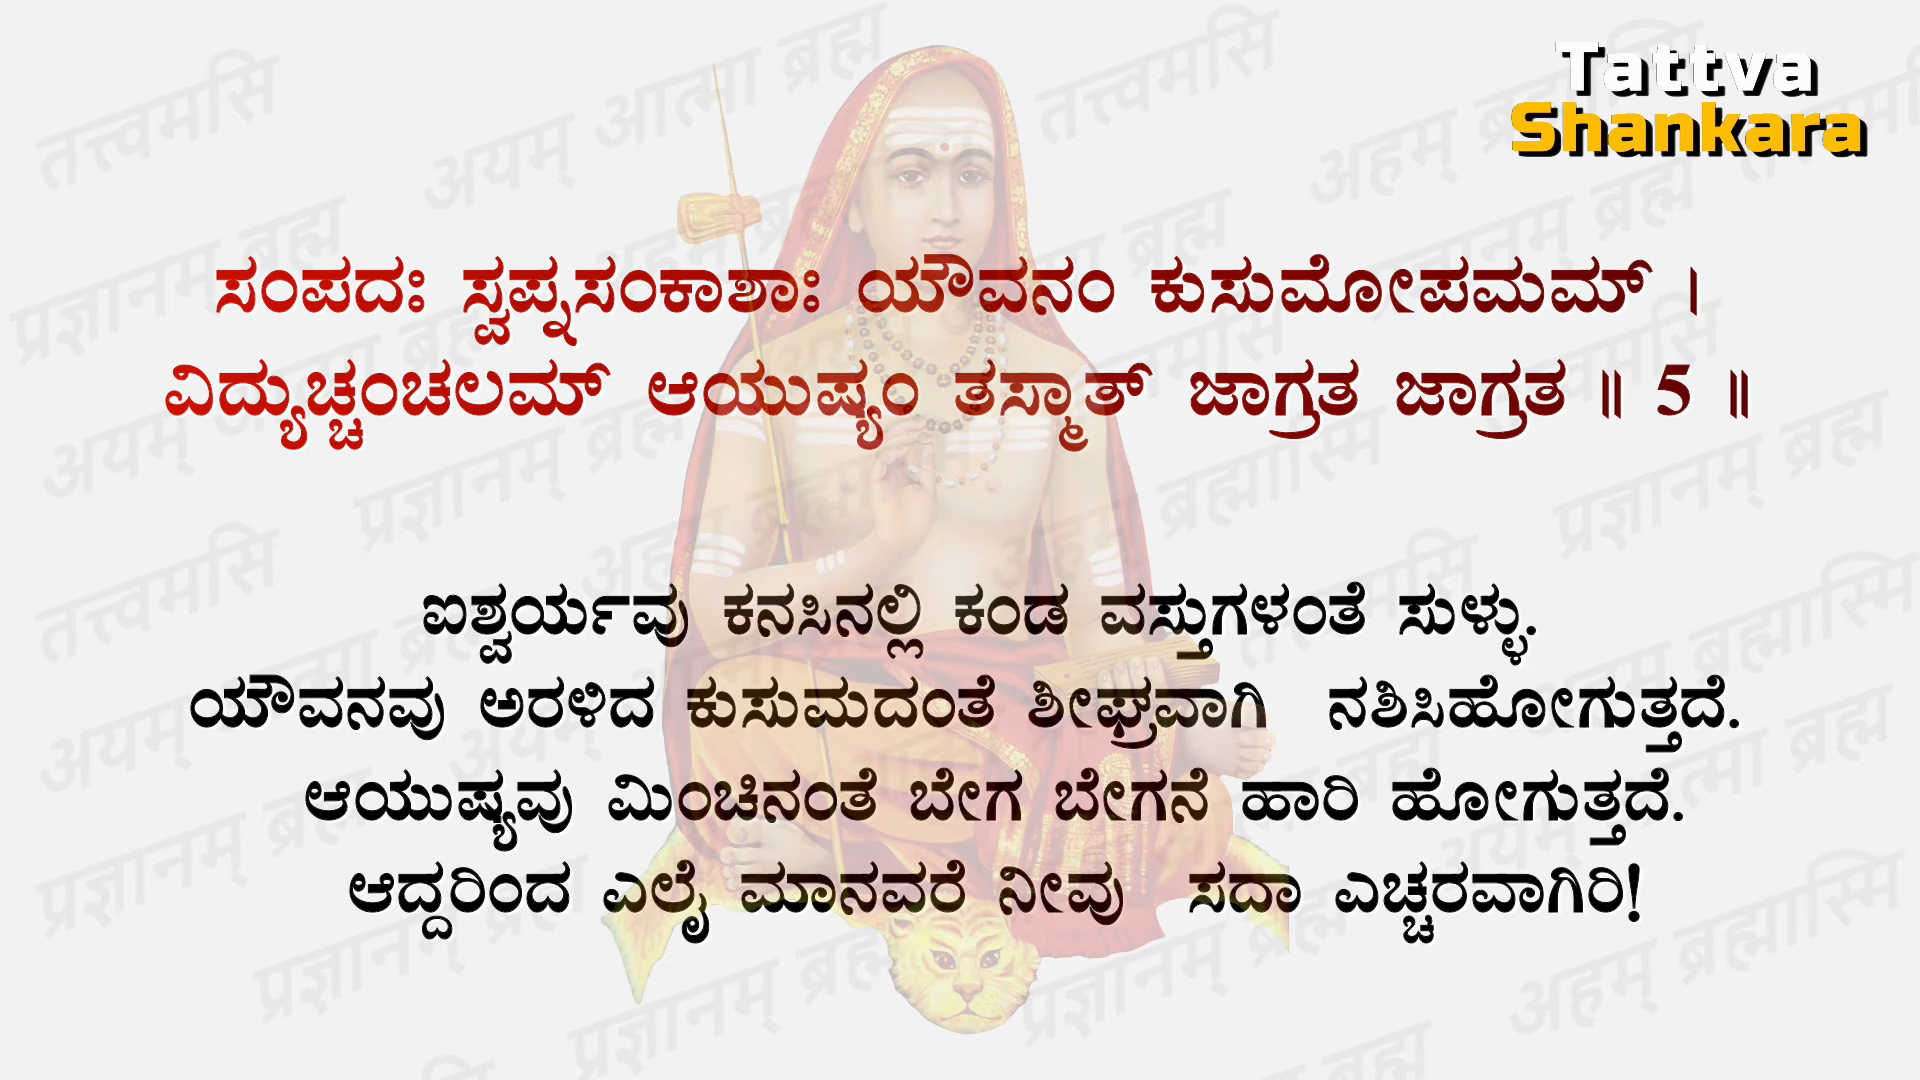 Tattva
Shankara
ಸಂಪದಃ ಸ್ವಪ್ನಸಂಕಾಶಾಃ ಯೌವನಂ ಕುಸುಮೋಪಮಮ್ ।
ವಿದ್ಯುಚ್ಚಂಚಲಮ್ ಆಯುಷ್ಯಂ ತಸ್ಮಾತ್ ಜಾಗ್ರತ ಜಾಗ್ರತ ॥ 5 ॥
ಐಶ್ವರ್ಯವು ಕನಸಿನಲ್ಲಿ ಕಂಡ ವಸ್ತುಗಳಂತೆ ಸುಳ್ಳು.
ಯೌವನವು ಅರಳಿದ ಕುಸುಮದಂತೆ ಶೀಘ್ರವಾಗಿ ನಶಿಸಿಹೋಗುತ್ತದೆ.
ಆಯುಷ್ಯವು ಮಿಂಚಿನಂತೆ ಬೇಗ ಬೇಗನೆ ಹಾರಿ ಹೋಗುತ್ತದೆ.
ಆದ್ದರಿಂದ ಎಲೈ ಮಾನವರೆ ನೀವು ಸದಾ ಎಚ್ಚರವಾಗಿರಿ!